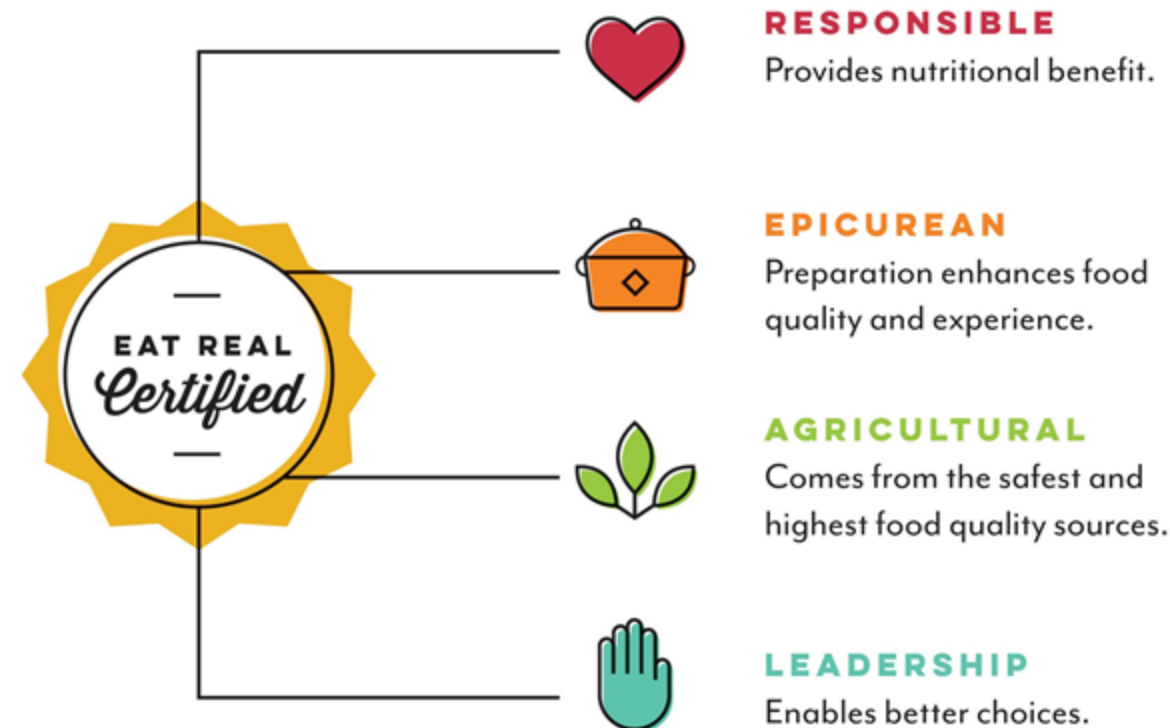 RESPONSIBLE
Provides nutritional benefit.
EPICUREAN
Preparation enhances food
quality and experience.
EAT REAL
Certified
AGRICULTURAL
Comes from the safest and
highest food quality sources.
LEADERSHIP
Enables better choices.